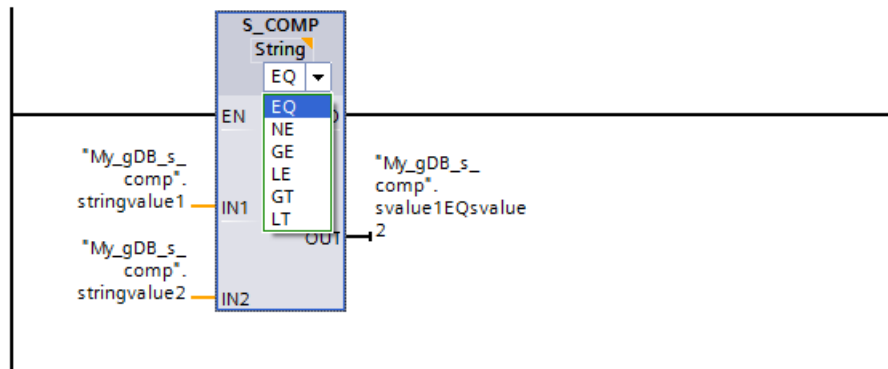 S_COMP
String
EQ
EN
EQ
NE
GE
LE
GT
LT
"My_gDB_s_
comp".
stringvalue1
IN1
"My_gDB_s_
comp".
svalue1EQsvalue
2
OUT
"My_gDB_s_
comp".
stringvalue2
IN2